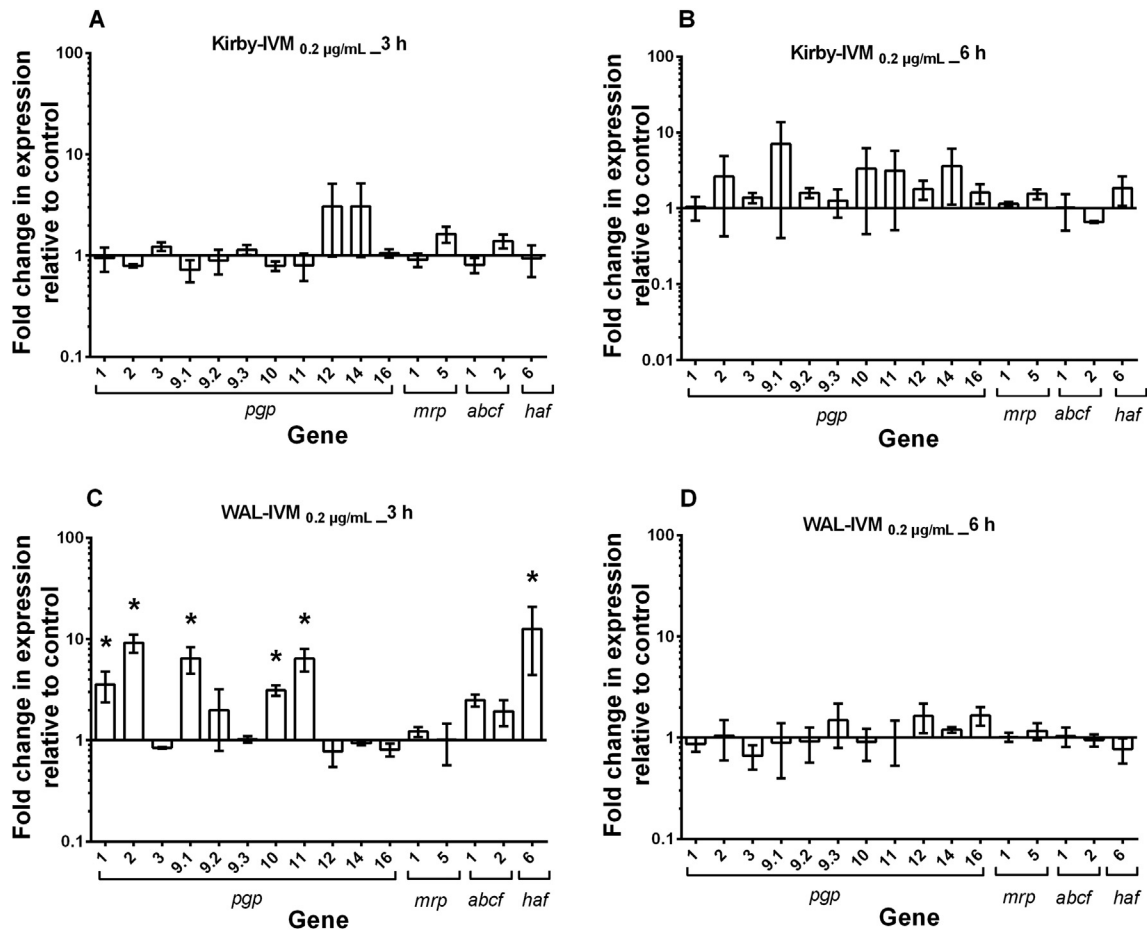 A
Kirby-IVM 0.2 µg/mL _3 h
Fold change in expression
relative to control
100
10
1
0.1
1 2 3 9.1 9.2 9.3 10 11 12 14 16 1 5 1 2 6
pgp mrp abcf haf
Gene
B
Kirby-IVM 0.2 µg/mL _6 h
Fold change in expression
relative to control
100
10
1
0.1
0.01
1 2 3 9.1 9.2 9.3 10 11 12 14 16 1 5 1 2 6
pgp mrp abcf haf
Gene
C
WAL-IVM 0.2 µg/mL _3 h
Fold change in expression
relative to control
100
10
1
0.1
* * * * * *
1 2 3 9.1 9.2 9.3 10 11 12 14 16 1 5 1 2 6
pgp mrp abcf haf
Gene
D
WAL-IVM 0.2 µg/mL _6 h
Fold change in expression
relative to control
100
10
1
0.1
1 2 3 9.1 9.2 9.3 10 11 12 14 16 1 5 1 2 6
pgp mrp abcf haf
Gene